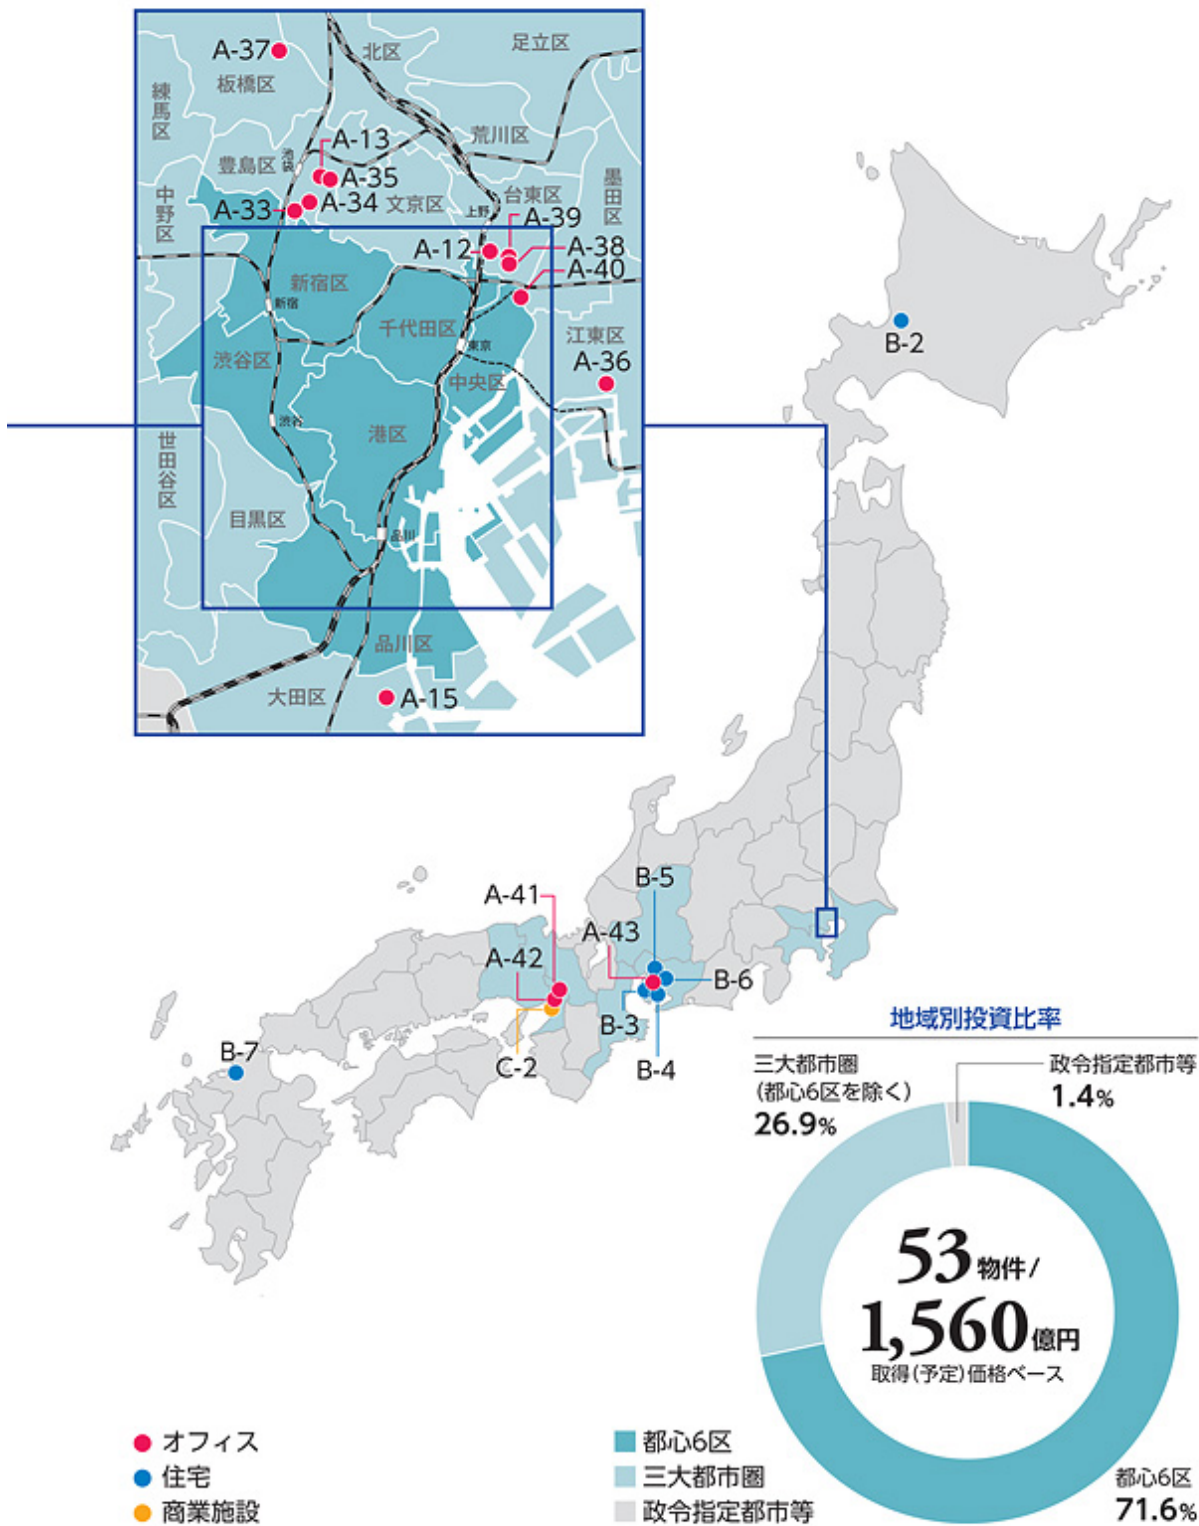 A-37
北区
足立区
板橋区
練馬区
荒川区
A-13
池袋
豊島区
A-35
墨田区
中野区
A-34
文京区
台東区
A-33
上野
A-39
A-12
A-38
A-40
新宿区
新宿
千代田区
東京
江東区
A-36
渋谷区
中央区
渋谷
港区
世田谷区
目黒区
品川
品川区
大田区
A-15
B-2
B-5
A-41
A-43
A-42
B-6
B-3
C-2
B-4
B-7
地域別投資比率
三大都市圏
(都心6区を除く)
26.9%
政令指定都市等
1.4%
53物件/
1,560億円
取得(予定)価格ベース
都心6区
71.6%
オフィス
住宅
商業施設
都心6区
三大都市圏
政令指定都市等